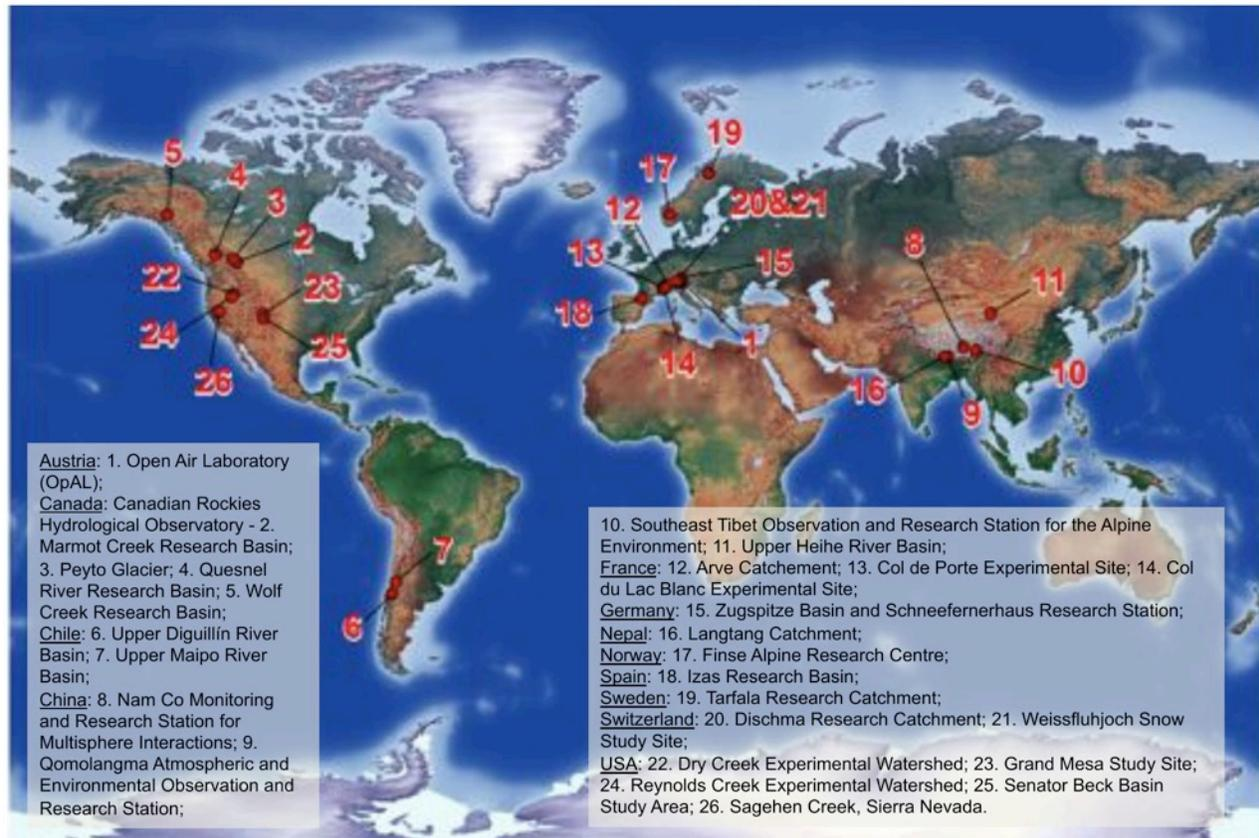 5
4
3
2
22
23
24
25
26
19
17
20&21
12
13
15
8
11
18
14
1
16
10
9
7
6
Austria: 1. Open Air Laboratory
(OpAL);
Canada: Canadian Rockies
Hydrological Observatory - 2.
Marmot Creek Research Basin;
3. Peyto Glacier; 4. Quesnel
River Research Basin; 5. Wolf
Creek Research Basin;
Chile: 6. Upper Diguillín River
Basin; 7. Upper Maipo River
Basin;
China: 8. Nam Co Monitoring
and Research Station for
Multisphere Interactions; 9.
Qomolangma Atmospheric and
Environmental Observation and
Research Station;
10. Southeast Tibet Observation and Research Station for the Alpine
Environment; 11. Upper Heihe River Basin;
France: 12. Arve Catchement; 13. Col de Porte Experimental Site; 14. Col
du Lac Blanc Experimental Site;
Germany: 15. Zugspitze Basin and Schneefernerhaus Research Station;
Nepal: 16. Langtang Catchment;
Norway: 17. Finse Alpine Research Centre;
Spain: 18. Izas Research Basin;
Sweden: 19. Tarfala Research Catchment;
Switzerland: 20. Dischma Research Catchment; 21. Weissfluhjoch Snow
Study Site;
USA: 22. Dry Creek Experimental Watershed; 23. Grand Mesa Study Site;
24. Reynolds Creek Experimental Watershed; 25. Senator Beck Basin
Study Area; 26. Sagehen Creek, Sierra Nevada.